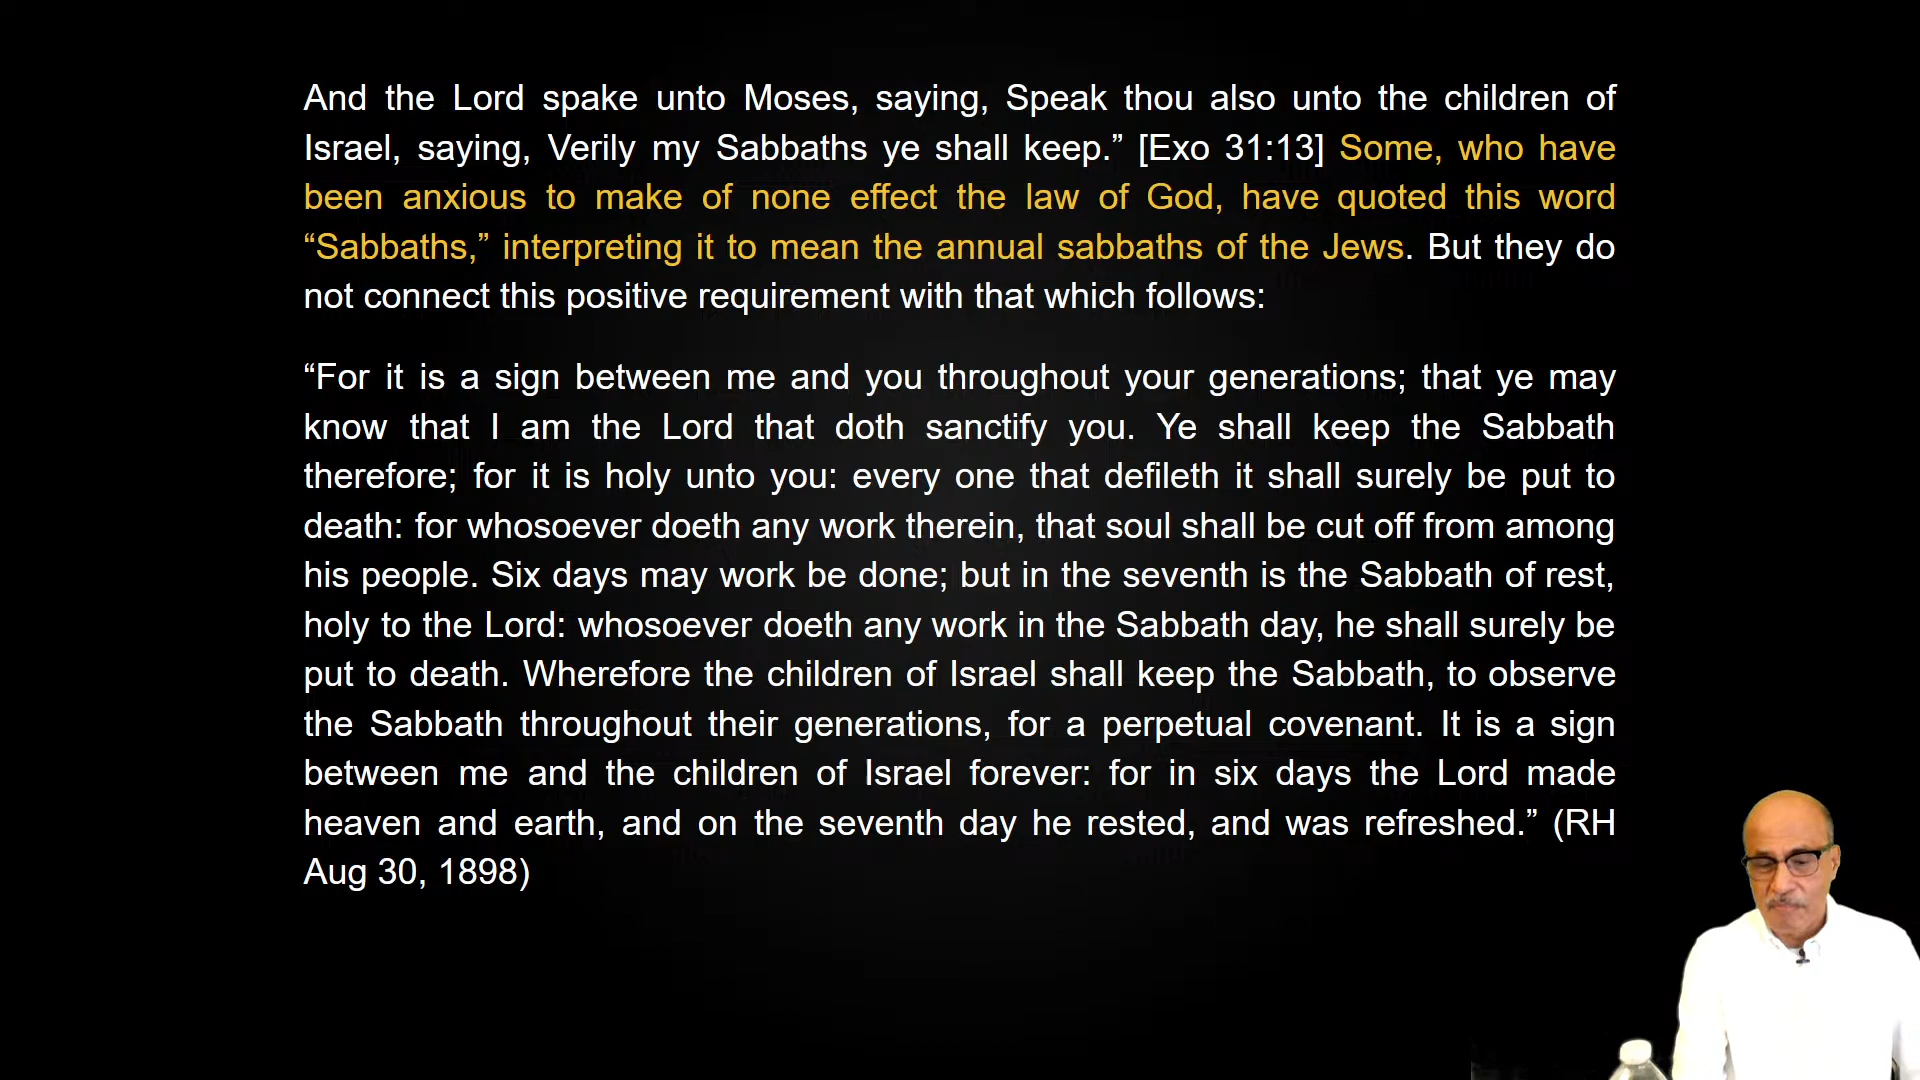 And the Lord spake unto Moses, saying, Speak thou also unto the children of
Israel, saying, Verily my Sabbaths ye shall keep.” [Exo 31:13] Some, who have
been anxious to make of none effect the law of God, have quoted this word
“Sabbaths,” interpreting it to mean the annual sabbaths of the Jews. But they do
not connect this positive requirement with that which follows:
“For it is a sign between me and you throughout your generations; that ye may
know that I am the Lord that doth sanctify you. Ye shall keep the Sabbath
therefore; for it is holy unto you: every one that defileth it shall surely be put to
death: for whosoever doeth any work therein, that soul shall be cut off from among
his people. Six days may work be done; but in the seventh is the Sabbath of rest,
holy to the Lord: whosoever doeth any work in the Sabbath day, he shall surely be
put to death. Wherefore the children of Israel shall keep the Sabbath, to observe
the Sabbath throughout their generations, for a perpetual covenant. It is a sign
between me and the children of Israel forever: for in six days the Lord made
heaven and earth, and on the seventh day he rested, and was refreshed.” (RH
Aug 30, 1898)